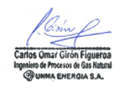 Carlos Omar Girón Figueroa
Ingeniero de Procesos de Gas Natural
UNNA ENERGIA S.A.